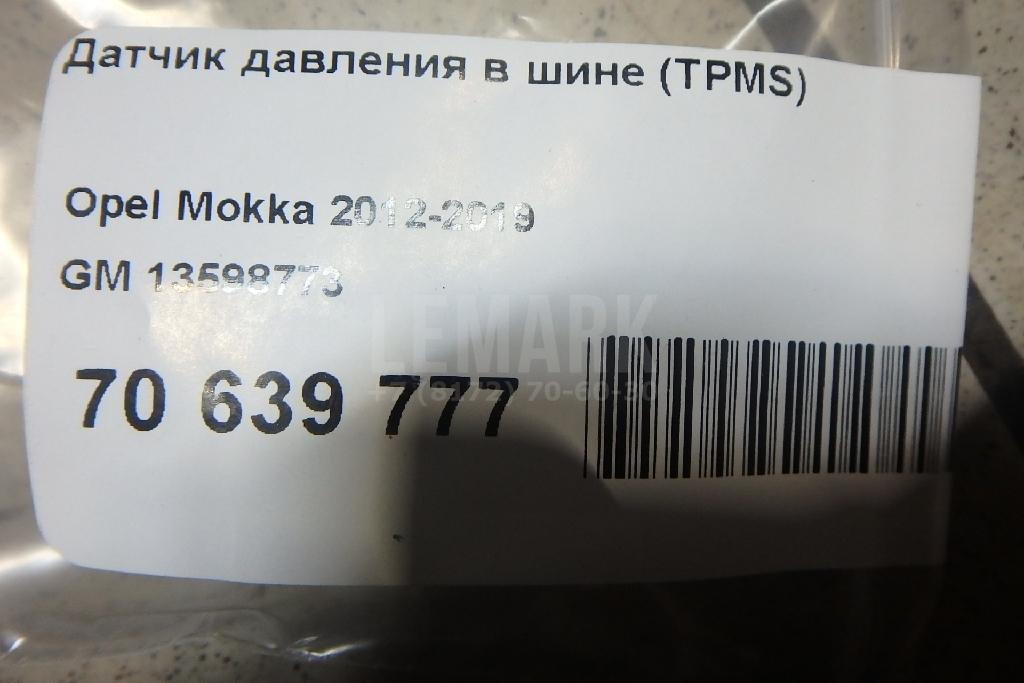 Датчик давления в шине (TPMS)
Opel Mokka 2012-2019
GM 13598773
LEMARK
+7 (8172) 70-60-30
70 639 777